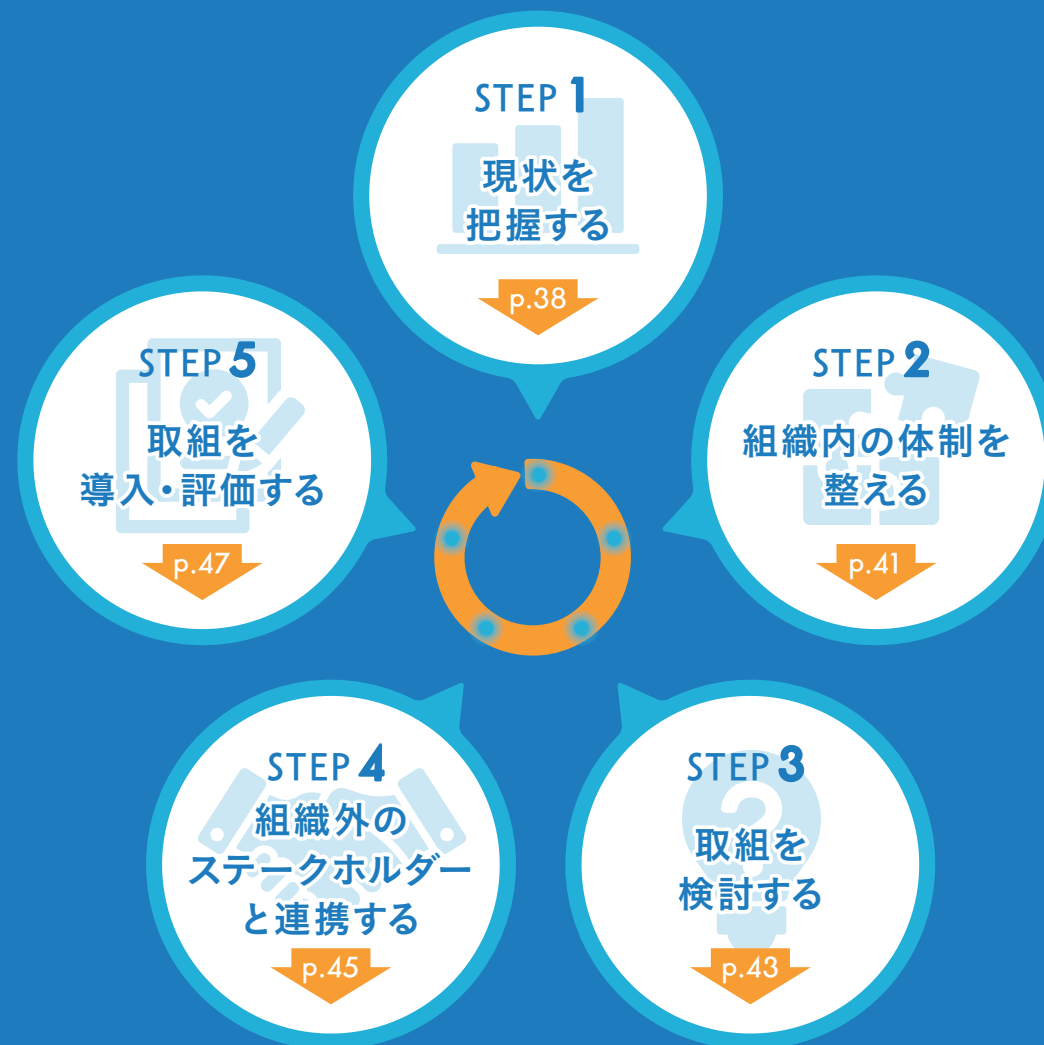 STEP 1
現状を
把握する
p.38
STEP 2
組織内の体制を
整える
p.41
STEP 3
取組を
検討する
p.43
STEP 4
組織外の
ステークホルダー
と連携する
p.45
STEP 5
取組を
導入・評価する
p.47